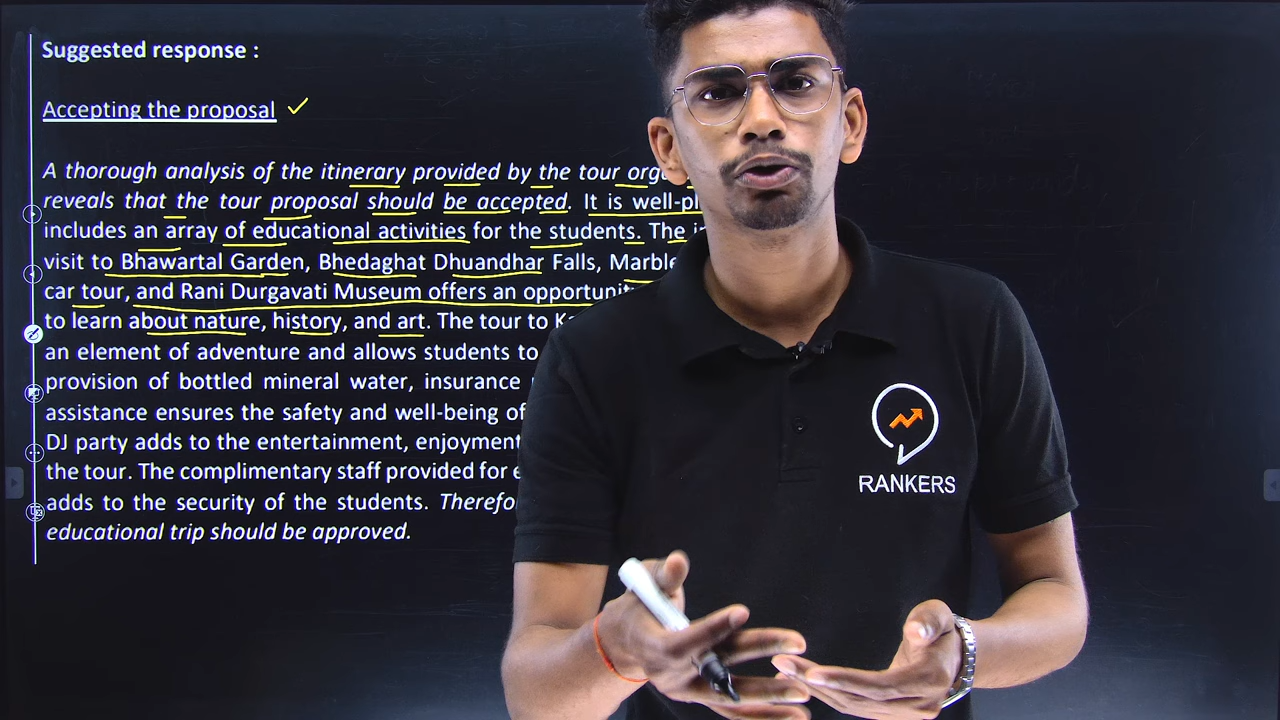 Suggested response :
Accepting the proposal
A thorough analysis of the itinerary provided by the tour
reveals that the tour proposal should be accepted. It is
includes an array of educational activities for the students. The
visit to Bhawartal Garden, Bhedaghat Dhuandhar Falls, Marble
car tour, and Rani Durgavati Museum offers an
to learn about nature, history, and art. The tour to
an element of adventure and allows students to
provision of bottled mineral water, insurance
assistance ensures the safety and well-being of
DJ party adds to the entertainment, enjoyment
the tour. The complimentary staff provided for
adds to the security of the students.
educational trip should be approved.
RANKERS